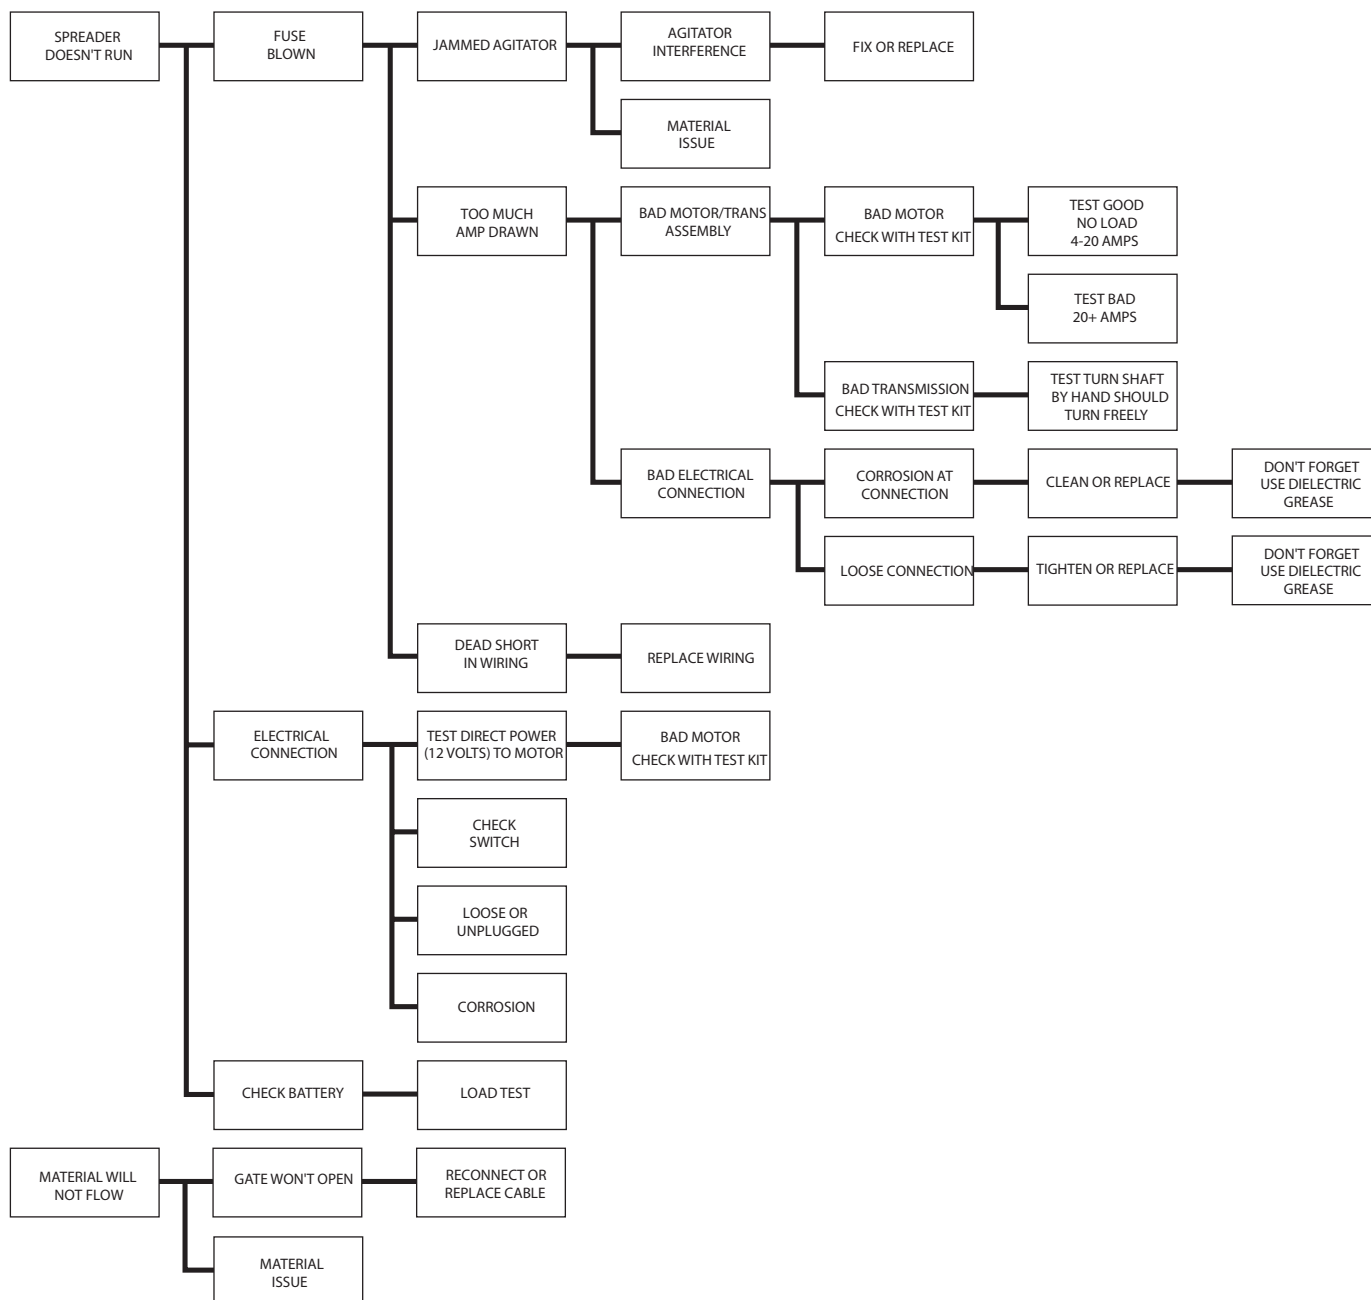 SPREADER
DOESN'T RUN
FUSE
BLOWN
JAMMED AGITATOR
AGITATOR
INTERFERENCE
FIX OR REPLACE
MATERIAL
ISSUE
TOO MUCH
AMP DRAWN
BAD MOTOR/TRANS
ASSEMBLY
BAD MOTOR
CHECK WITH TEST KIT
TEST GOOD
NO LOAD
4-20 AMPS
TEST BAD
20+ AMPS
BAD TRANSMISSION
CHECK WITH TEST KIT
TEST TURN SHAFT
BY HAND SHOULD
TURN FREELY
BAD ELECTRICAL
CONNECTION
CORROSION AT
CONNECTION
CLEAN OR REPLACE
DON'T FORGET
USE DIELECTRIC
GREASE
LOOSE CONNECTION
TIGHTEN OR REPLACE
DON'T FORGET
USE DIELECTRIC
GREASE
DEAD SHORT
IN WIRING
REPLACE WIRING
ELECTRICAL
CONNECTION
TEST DIRECT POWER
(12 VOLTS) TO MOTOR
BAD MOTOR
CHECK WITH TEST KIT
CHECK
SWITCH
LOOSE OR
UNPLUGGED
CORROSION
CHECK BATTERY
LOAD TEST
MATERIAL WILL
NOT FLOW
GATE WON'T OPEN
RECONNECT OR
REPLACE CABLE
MATERIAL
ISSUE